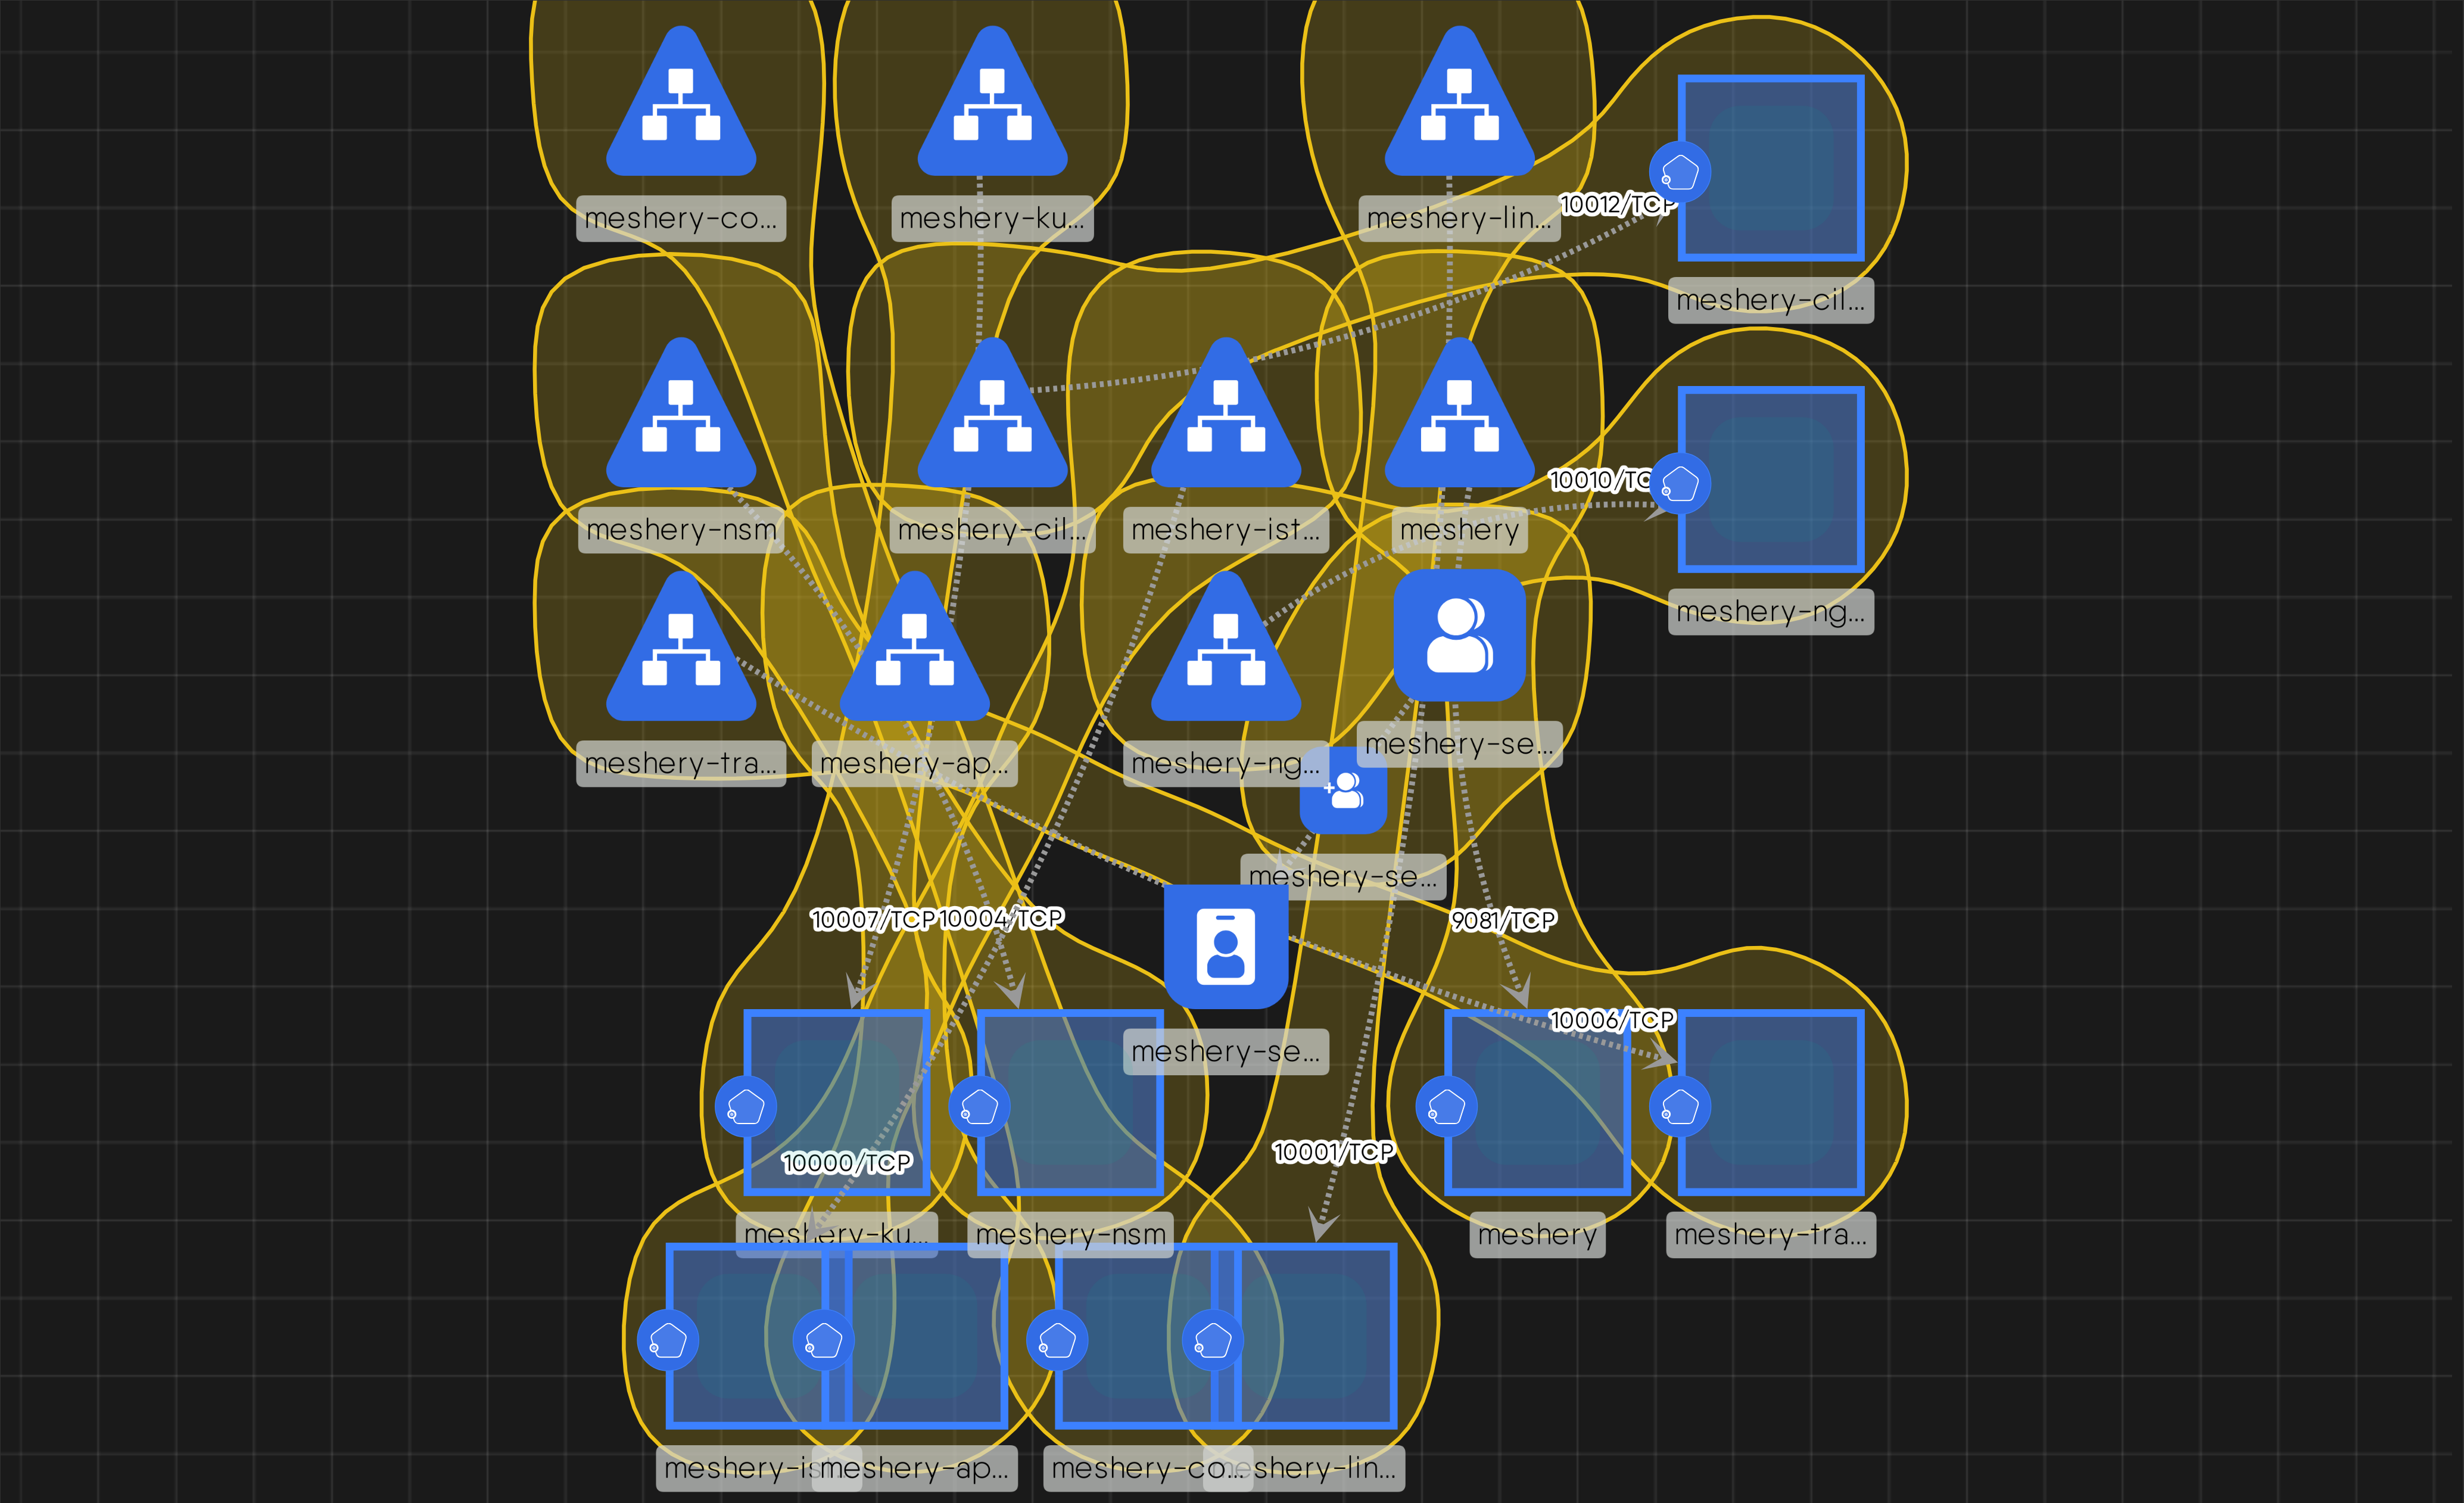 meshery-co...
meshery-ku...
meshery-lin...
10012/TCP
meshery-cil...
10010/TC
meshery-nsm
meshery-cil...
meshery-ist...
meshery
meshery-ng...
meshery-tra...
meshery-ap...
meshery-ng...
meshery-se...
meshery-se...
10007/TCP
10004/TCP
9081/TCP
10006/TCP
meshery-se...
10000/TCP
10001/TCP
meshery-ku...
meshery-nsm
meshery
meshery-tra...
meshery-is
meshery-ap...
meshery-co...
eshery-lin...